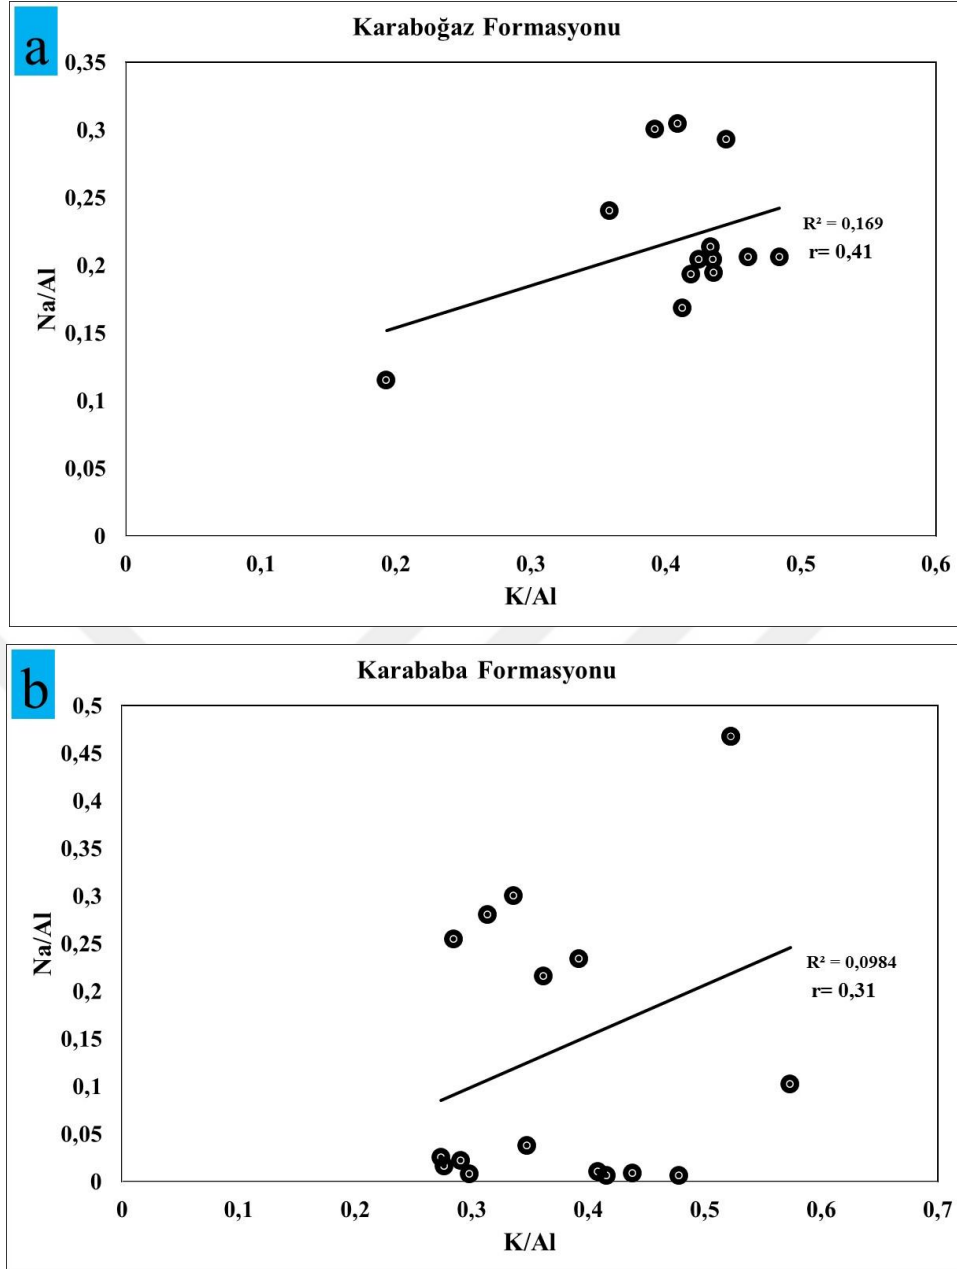 a
Karaboğaz Formasyonu
0,35
0,3
0,25
0,2
0,15
0,1
0,05
0
Na/Al
R² = 0,169
r= 0,41
0 0,1 0,2 0,3 0,4 0,5 0,6
K/Al
b
Karababa Formasyonu
0,5
0,45
0,4
0,35
0,3
0,25
0,2
0,15
0,1
0,05
0
Na/Al
R² = 0,0984
r= 0,31
0 0,1 0,2 0,3 0,4 0,5 0,6 0,7
K/Al